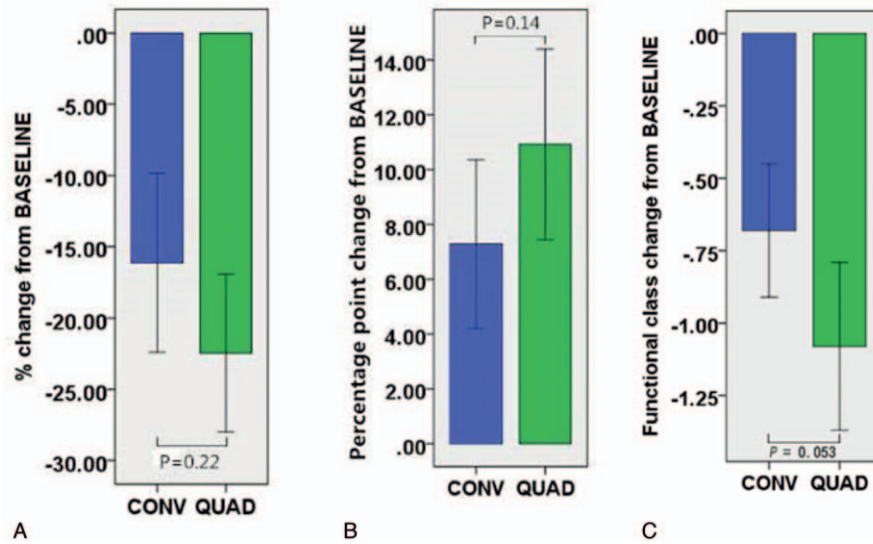 % change from BASELINE
.00
-5.00
-10.00
-15.00
-20.00
-25.00
-30.00
P=0.22
CONV QUAD
A
Percentage point change from BASELINE
P=0.14
14.00
12.00
10.00
8.00
6.00
4.00
2.00
.00
CONV QUAD
B
Functional class change from BASELINE
.00
-.25
-.50
-.75
-1.00
-1.25
P = 0.053
CONV QUAD
C